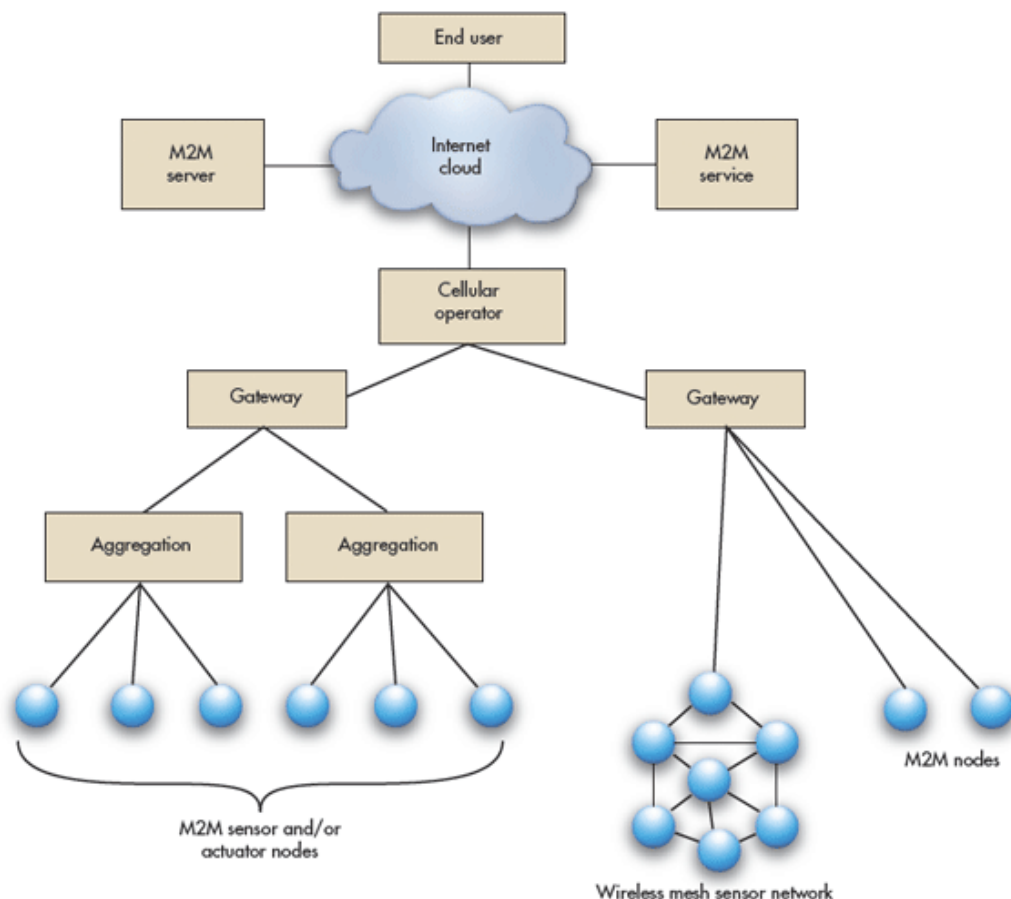 End user
Internet
cloud
M2M
server
M2M
service
Cellular
operator
Gateway
Gateway
Aggregation
Aggregation
M2M nodes
M2M sensor and/or
actuator nodes
Wireless mesh sensor network